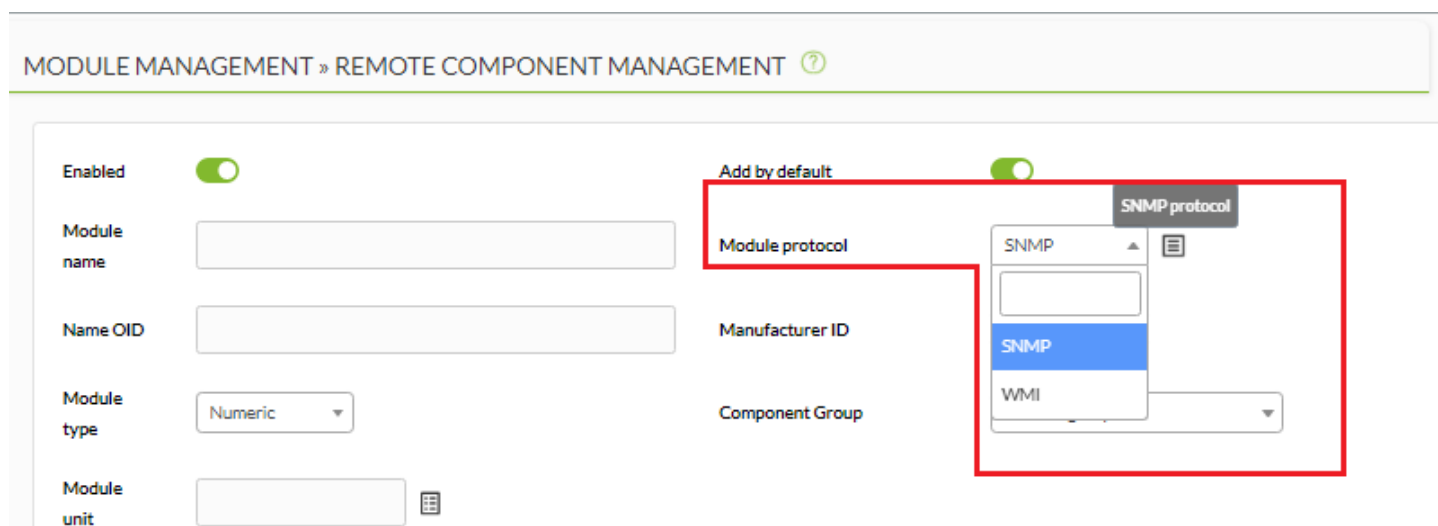 MODULE MANAGEMENT » REMOTE COMPONENT MANAGEMENT ?
Enabled
Add by default
SNMP protocol
Module name
Module protocol
SNMP
Name OID
Manufacturer ID
SNMP
WMI
Module type
Numeric
Component Group
Module unit